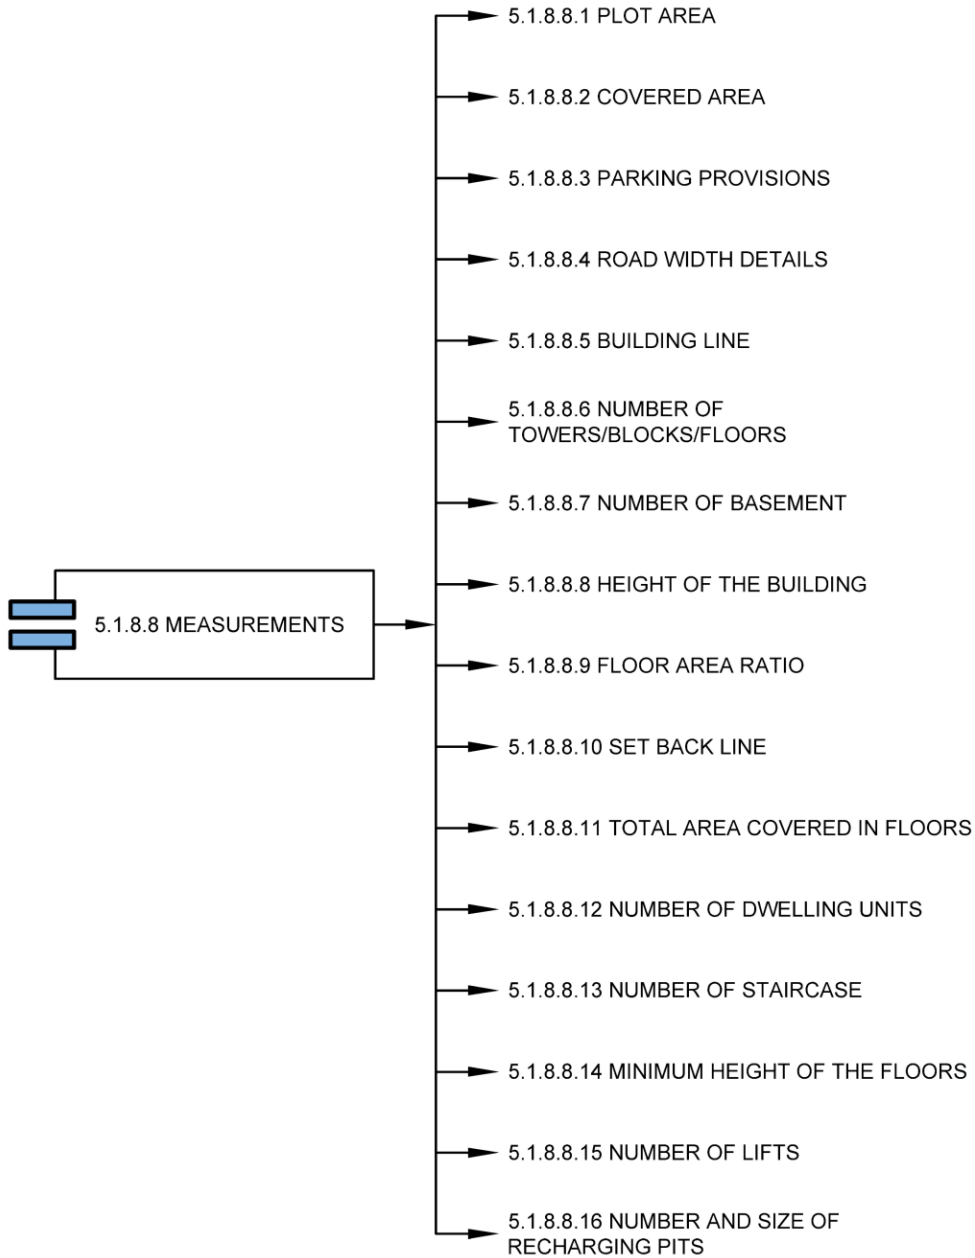 5.1.8.8.1 PLOT AREA
5.1.8.8.2 COVERED AREA
5.1.8.8.3 PARKING PROVISIONS
5.1.8.8.4 ROAD WIDTH DETAILS
5.1.8.8.5 BUILDING LINE
5.1.8.8.6 NUMBER OF
TOWERS/BLOCKS/FLOORS
5.1.8.8.7 NUMBER OF BASEMENT
5.1.8.8.8 HEIGHT OF THE BUILDING
5.1.8.8 MEASUREMENTS
5.1.8.8.9 FLOOR AREA RATIO
5.1.8.8.10 SET BACK LINE
5.1.8.8.11 TOTAL AREA COVERED IN FLOORS
5.1.8.8.12 NUMBER OF DWELLING UNITS
5.1.8.8.13 NUMBER OF STAIRCASE
5.1.8.8.14 MINIMUM HEIGHT OF THE FLOORS
5.1.8.8.15 NUMBER OF LIFTS
5.1.8.8.16 NUMBER AND SIZE OF
RECHARGING PITS